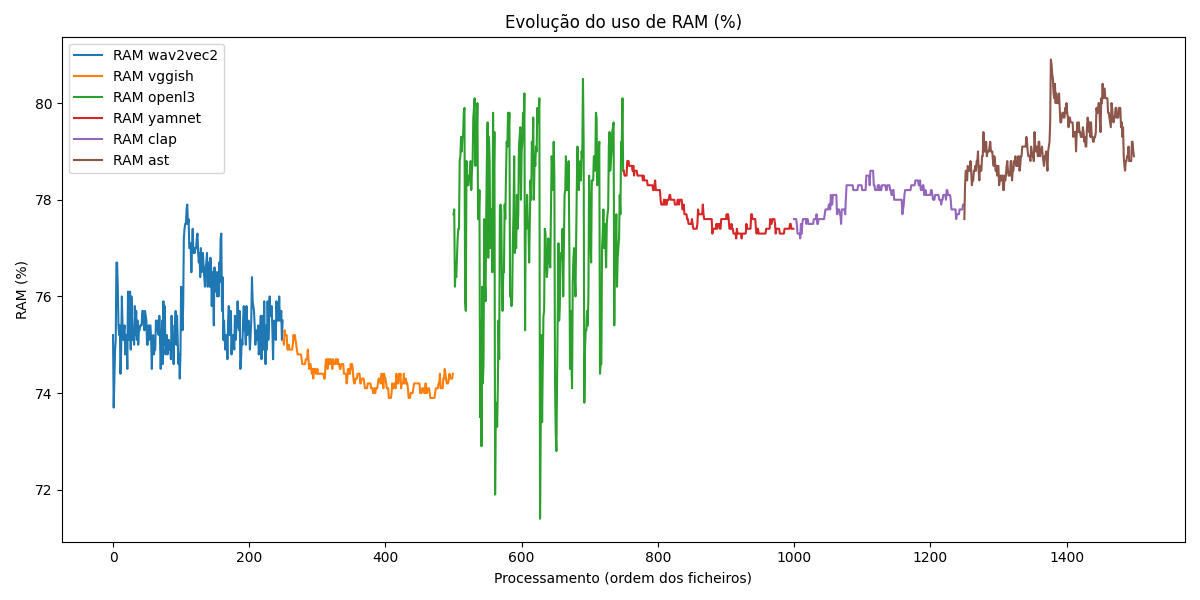 Evolução do uso de RAM (%)
RAM wav2vec2
RAM vggish
RAM openl3
RAM yamnet
RAM clap
RAM ast
80
78
76
74
72
RAM (%)
0
200
400
600
800
1000
1200
1400
Processamento (ordem dos ficheiros)